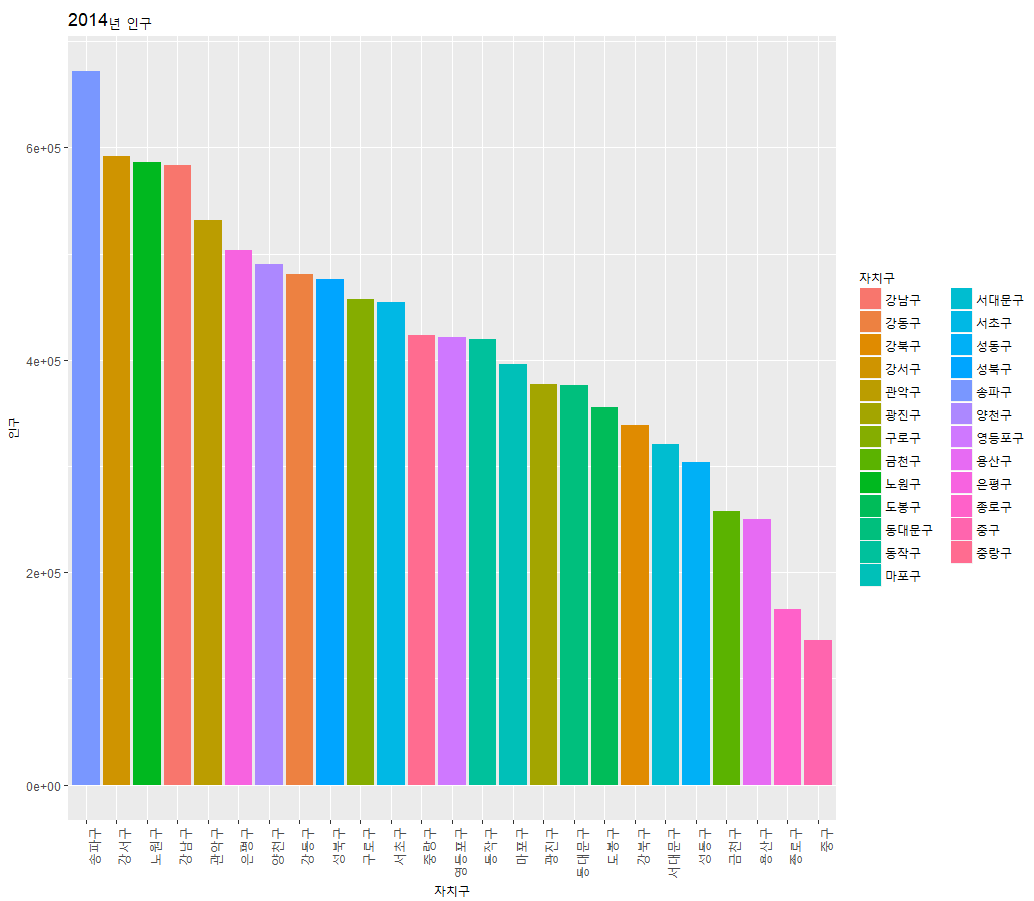 2014년 인구
인구
6e+05
4e+05
2e+05
0e+00
송파구
강서구
노원구
강남구
관악구
은평구
양천구
강동구
성북구
구로구
서초구
중랑구
영등포구
동작구
마포구
광진구
동대문구
도봉구
강북구
서대문구
성동구
금천구
용산구
종로구
중구
자치구
자치구
강남구
강동구
강북구
강서구
관악구
광진구
구로구
금천구
노원구
도봉구
동대문구
동작구
마포구
서대문구
서초구
성동구
성북구
송파구
양천구
영등포구
용산구
은평구
종로구
중구
중랑구